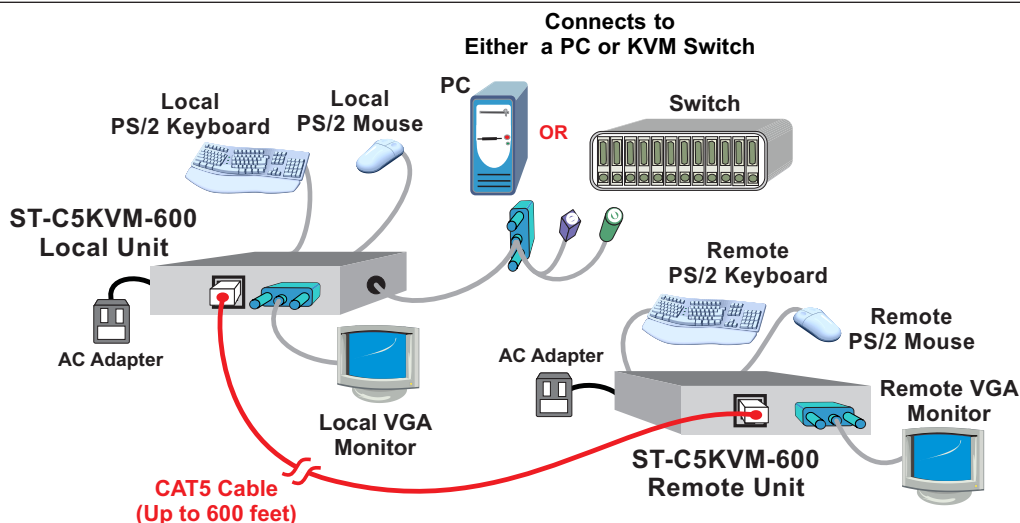 Connects to
Either a PC or KVM Switch
PC
OR
Switch
Local
PS/2 Keyboard
Local
PS/2 Mouse
ST-C5KVM-600
Local Unit
AC Adapter
Local VGA
Monitor
CAT5 Cable
(Up to 600 feet)
Remote
PS/2 Keyboard
Remote
PS/2 Mouse
AC Adapter
Remote VGA
Monitor
ST-C5KVM-600
Remote Unit